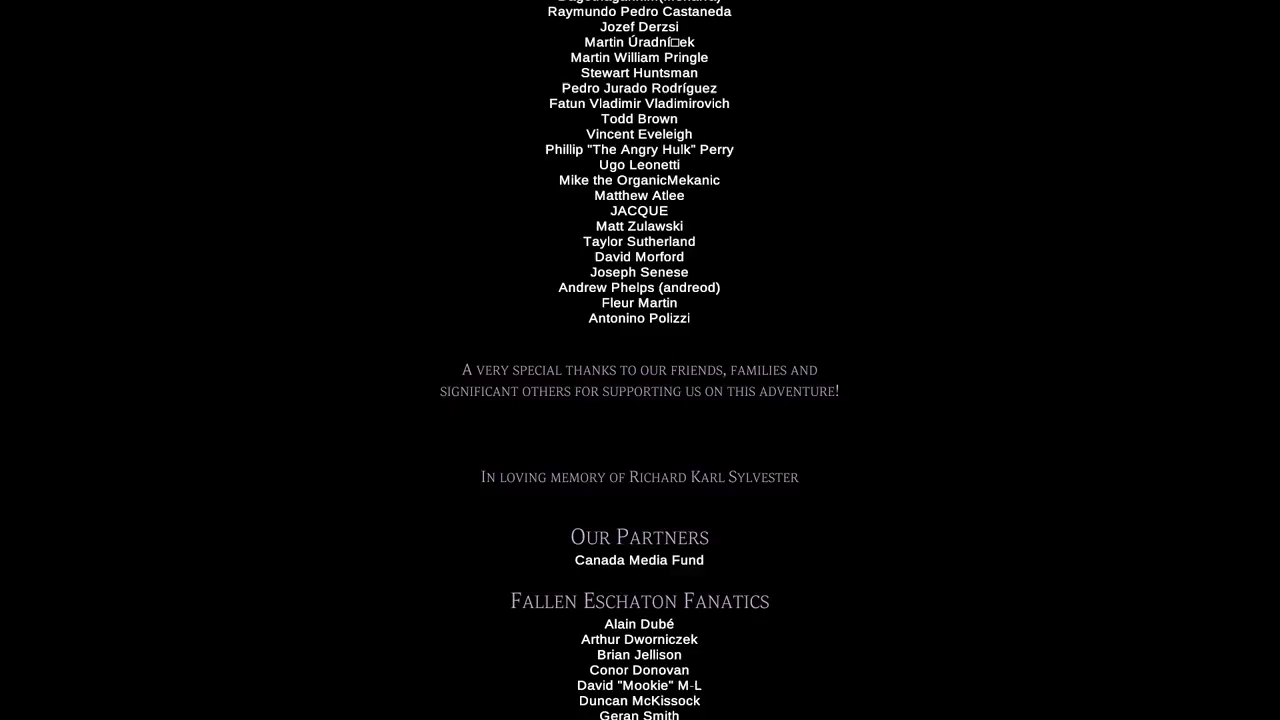 Raymundo Pedro Castaneda
Jozef Derzsi
Martin Úradní□ek
Martin William Pringle
Stewart Huntsman
Pedro Jurado Rodríguez
Fatun Vladimir Vladimirovich
Todd Brown
Vincent Eveleigh
Phillip "The Angry Hulk" Perry
Ugo Leonetti
Mike the OrganicMekanic
Matthew Atlee
JACQUE
Matt Zulawski
Taylor Sutherland
David Morford
Joseph Senese
Andrew Phelps (andreod)
Fleur Martin
Antonino Polizzi
A very special thanks to our friends, families and
significant others for supporting us on this adventure!
In loving memory of Richard Karl Sylvester
Our Partners
Canada Media Fund
Fallen Eschaton Fanatics
Alain Dubé
Arthur Dworniczek
Brian Jellison
Conor Donovan
David "Mookie" M-L
Duncan McKissock
Geran Smith